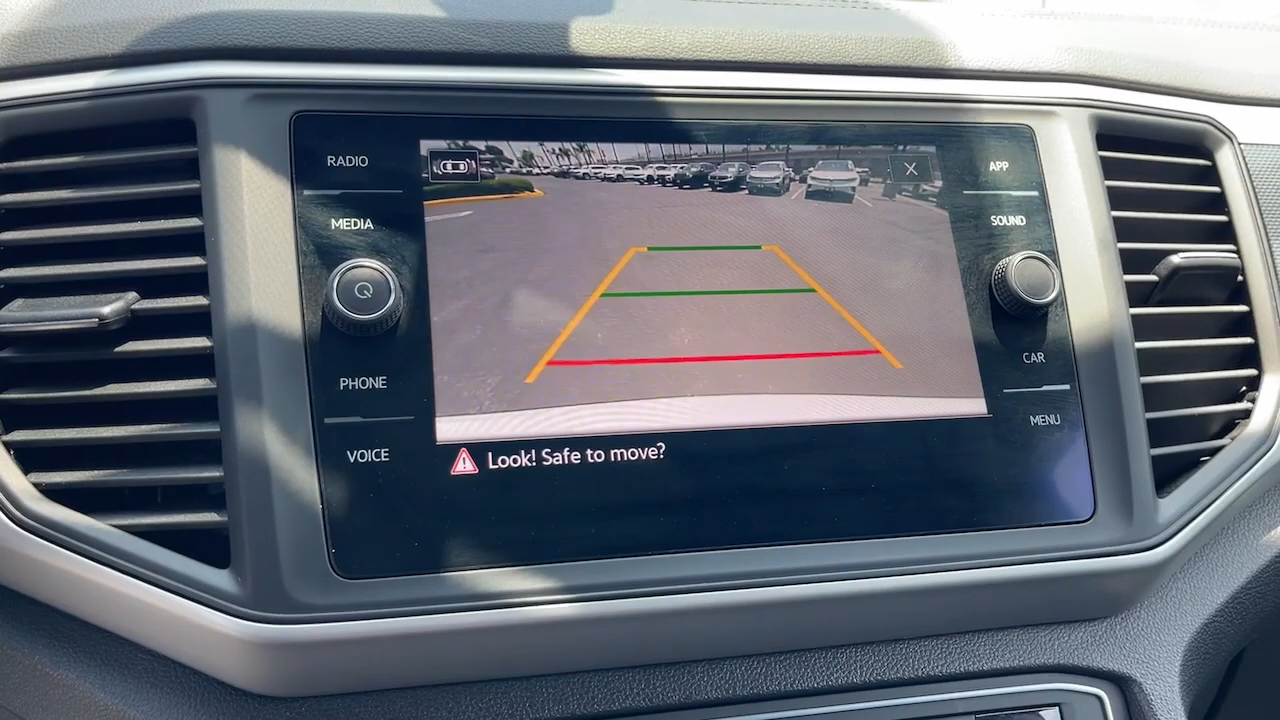 RADIO
MEDIA
PHONE
VOICE
Look! Safe to move?
APP
SOUND
CAR
MENU